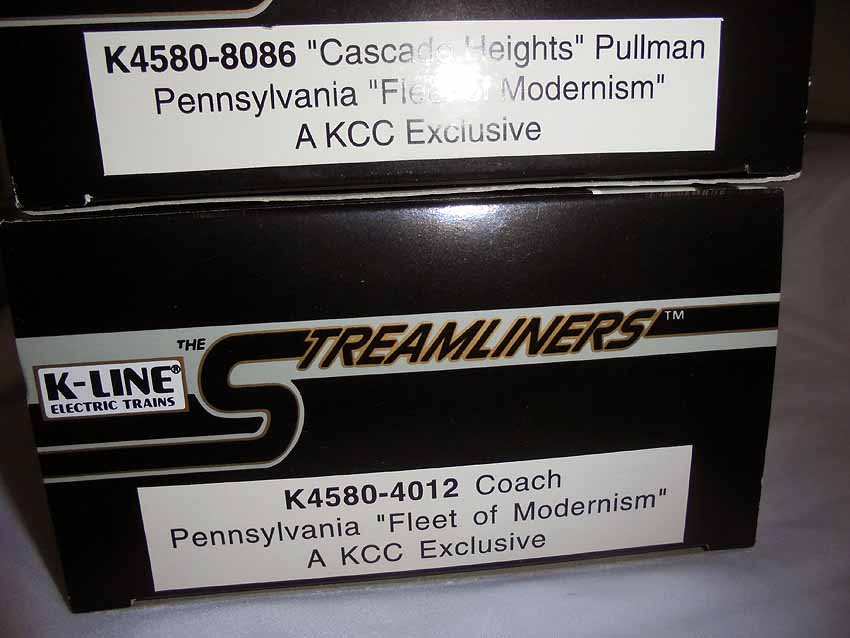 K4580-8086 "Cascade Heights" Pullman
Pennsylvania "Fleet of Modernism"
A KCC Exclusive
THE STREAMLINERS™
K-LINE®
ELECTRIC TRAINS
K4580-4012 Coach
Pennsylvania "Fleet of Modernism"
A KCC Exclusive